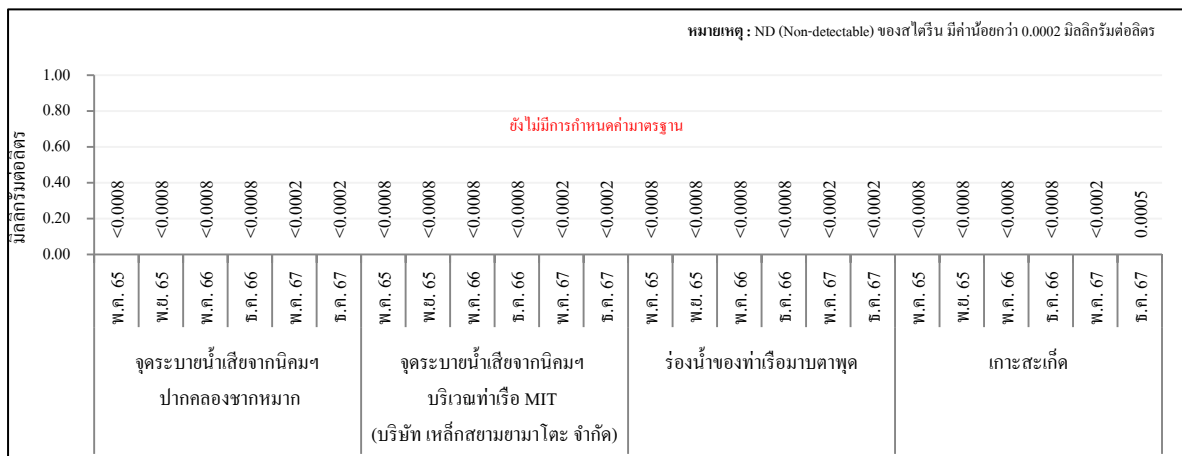 หมายเหตุ : ND (Non-detectable) ของสไตรีน มีค่าน้อยกว่า 0.0002 มิลลิกรัมต่อลิตร
มิลลิกรัมต่อลิตร
1.00
0.80
0.60
0.40
0.20
0.00
ยังไม่มีการกำหนดค่ามาตรฐาน
<0.0008 <0.0008 <0.0008 <0.0008 <0.0002 <0.0002 <0.0008 <0.0008 <0.0008 <0.0008 <0.0002 <0.0002 <0.0008 <0.0008 <0.0008 <0.0008 <0.0002 <0.0002 <0.0008 <0.0008 <0.0008 <0.0008 <0.0002 0.0005
พ.ค. 65 พ.ย. 65 พ.ค. 66 ธ.ค. 66 พ.ค. 67 ธ.ค. 67 พ.ค. 65 พ.ย. 65 พ.ค. 66 ธ.ค. 66 พ.ค. 67 ธ.ค. 67 พ.ค. 65 พ.ย. 65 พ.ค. 66 ธ.ค. 66 พ.ค. 67 ธ.ค. 67 พ.ค. 65 พ.ย. 65 พ.ค. 66 ธ.ค. 66 พ.ค. 67 ธ.ค. 67
จุดระบายน้ำเสียจากนิคมฯ
ปากคลองชากหมาก
จุดระบายน้ำเสียจากนิคมฯ
บริเวณท่าเรือ MIT
(บริษัท เหล็กสยามยามาโตะ จำกัด)
ร่องน้ำของท่าเรือมาบตาพุด
เกาะสะเก็ด